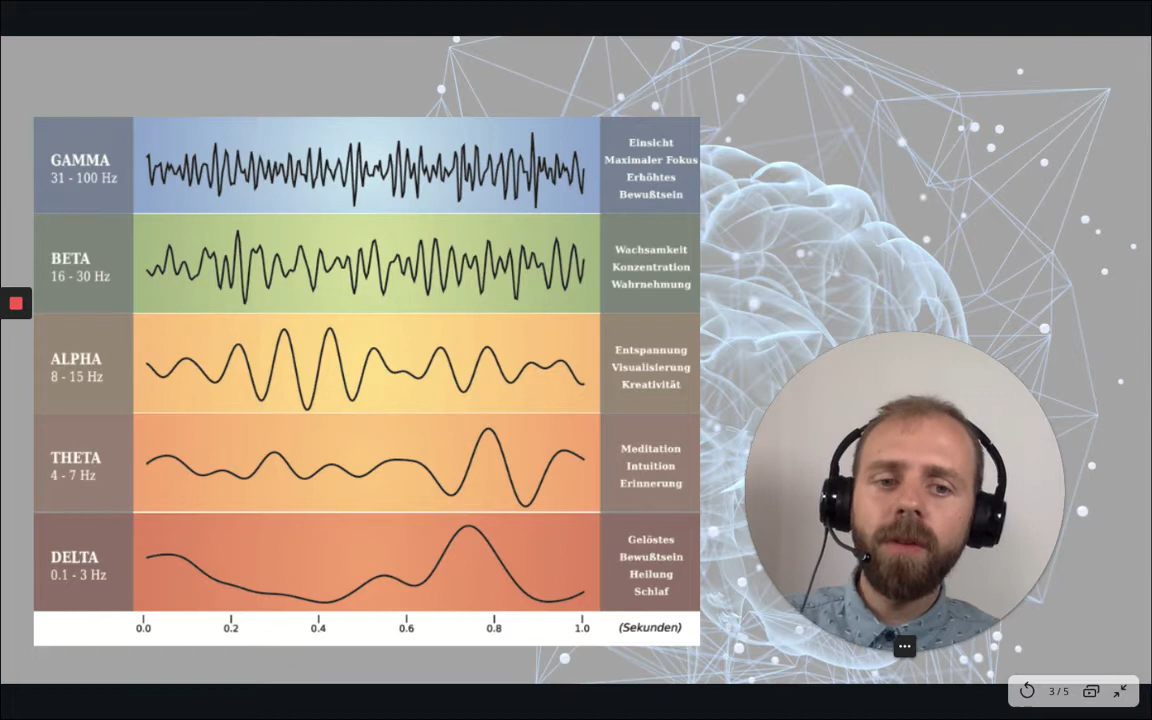 GAMMA
31 - 100 Hz
Einsicht
Maximaler Fokus
Erhöhtes
Bewußtsein
BETA
16 - 30 Hz
Wachsamkeit
Konzentration
Wahrnehmung
ALPHA
8 - 15 Hz
Entspannung
Visualisierung
Kreativität
THETA
4 - 7 Hz
Meditation
Intuition
Erinnerung
DELTA
0.1 - 3 Hz
Gelöstes
Bewußtsein
Heilung
Schlaf
0.0 0.2 0.4 0.6 0.8 1.0 (Sekunden)
3 / 5